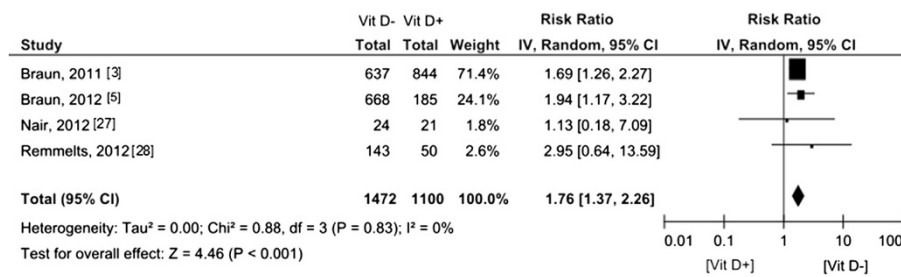 Vit D- Vit D+ Risk Ratio Risk Ratio
Study Total Total Weight IV, Random, 95% CI IV, Random, 95% CI
Braun, 2011 [3] 637 844 71.4% 1.69 [1.26, 2.27]
Braun, 2012 [5] 668 185 24.1% 1.94 [1.17, 3.22]
Nair, 2012 [27] 24 21 1.8% 1.13 [0.18, 7.09]
Remmelts, 2012 [28] 143 50 2.6% 2.95 [0.64, 13.59]
Total (95% CI) 1472 1100 100.0% 1.76 [1.37, 2.26]
Heterogeneity: Tau² = 0.00; Chi² = 0.88, df = 3 (P = 0.83); I² = 0%
Test for overall effect: Z = 4.46 (P < 0.001)
0.01 0.1 1 10 100
[Vit D+] [Vit D-]